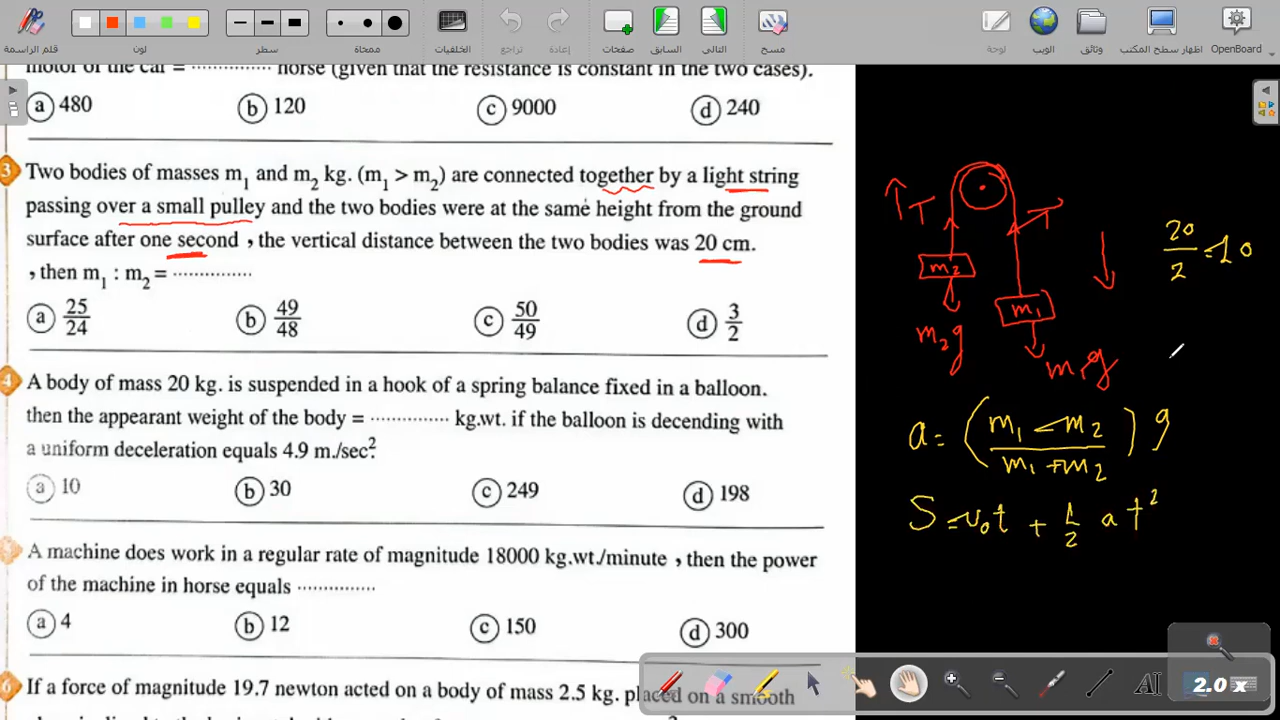 قلم الراسمة
لون
سطر
ممحاة
الخلفيات
تراجع
إعادة
صفحات
السابق
التالي
مسح
لوحة
الويب
وثائق
اظهار سطح المكتب
OpenBoard
motor of the car = ............... horse (given that the resistance is constant in the two cases).
a 480 b 120 c 9000 d 240
3 Two bodies of masses m1 and m2 kg. (m1 > m2) are connected together by a light string
passing over a small pulley and the two bodies were at the same height from the ground
surface after one second , the vertical distance between the two bodies was 20 cm.
, then m1 : m2 = ...............
a 25/24 b 49/48 c 50/49 d 3/2
4 A body of mass 20 kg. is suspended in a hook of a spring balance fixed in a balloon.
then the appearant weight of the body = ............... kg.wt. if the balloon is decending with
a uniform deceleration equals 4.9 m./sec².
a 10 b 30 c 249 d 198
A machine does work in a regular rate of magnitude 18000 kg.wt./minute , then the power
of the machine in horse equals ...............
a 4 b 12 c 150 d 300
6 If a force of magnitude 19.7 newton acted on a body of mass 2.5 kg. placed on a smooth
T T
m2
m1
m2g
m1g
20/2 = 10
a = (m1 - m2 / m1 + m2) g
S = v0t + 1/2 a t²
2.0 x